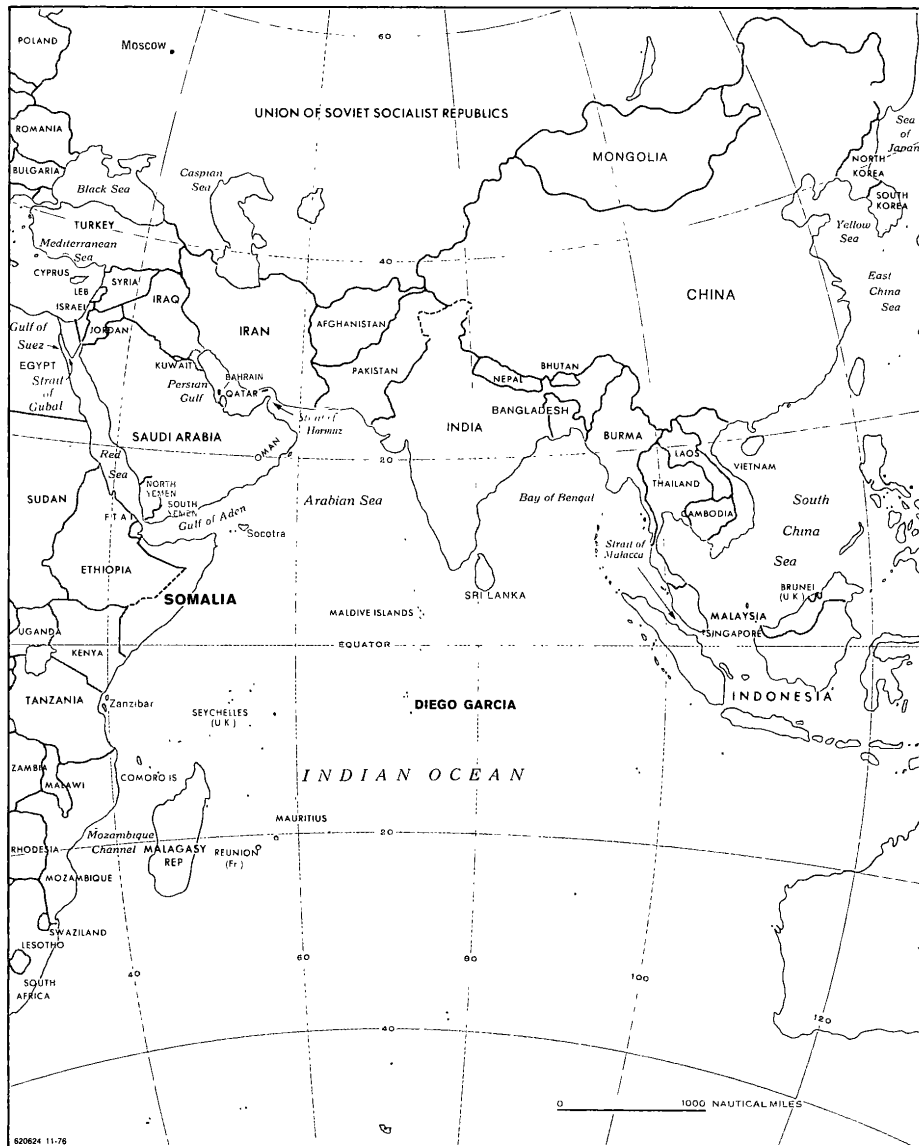 60
POLAND
Moscow
UNION OF SOVIET SOCIALIST REPUBLICS
Sea
of
Japan
ROMANIA
MONGOLIA
NORTH
KOREA
BULGARIA
Black Sea
Caspian
Sea
SOUTH
KOREA
TURKEY
Mediterranean
Sea
Yellow
Sea
40
CYPRUS
SYRIA
LEB
ISRAEL
IRAQ
IRAN
AFGHANISTAN
CHINA
East
China
Sea
Gulf of
Suez
JORDAN
EGYPT
Strait
of
Gubal
KUWAIT
Persian
Gulf
BAHRAIN
QATAR
PAKISTAN
NEPAL
BHUTAN
BANGLADESH
Strait of
Hormuz
SAUDI ARABIA
OMAN
INDIA
BURMA
LAOS
20
Red
Sea
VIETNAM
THAILAND
SUDAN
NORTH
YEMEN
SOUTH
YEMEN
Arabian Sea
Bay of Bengal
CAMBODIA
South
China
Sea
F T A I
Gulf of Aden
Socotra
Strait of
Malacca
ETHIOPIA
BRUNEI
(U K)
SOMALIA
SRI LANKA
MALDIVE ISLANDS
MALAYSIA
SINGAPORE
UGANDA
KENYA
EQUATOR
TANZANIA
Zanzibar
SEYCHELLES
(U K)
DIEGO GARCIA
INDONESIA
ZAMBIA
COMORO IS
INDIAN OCEAN
MALAWI
MAURITIUS
Mozambique
Channel
20
RHODESIA
MALAGASY
REP
REUNION
(Fr)
MOZAMBIQUE
SWAZILAND
LESOTHO
SOUTH
AFRICA
40
60
80
100
120
40
0 1000 NAUTICAL MILES
620624 11-76